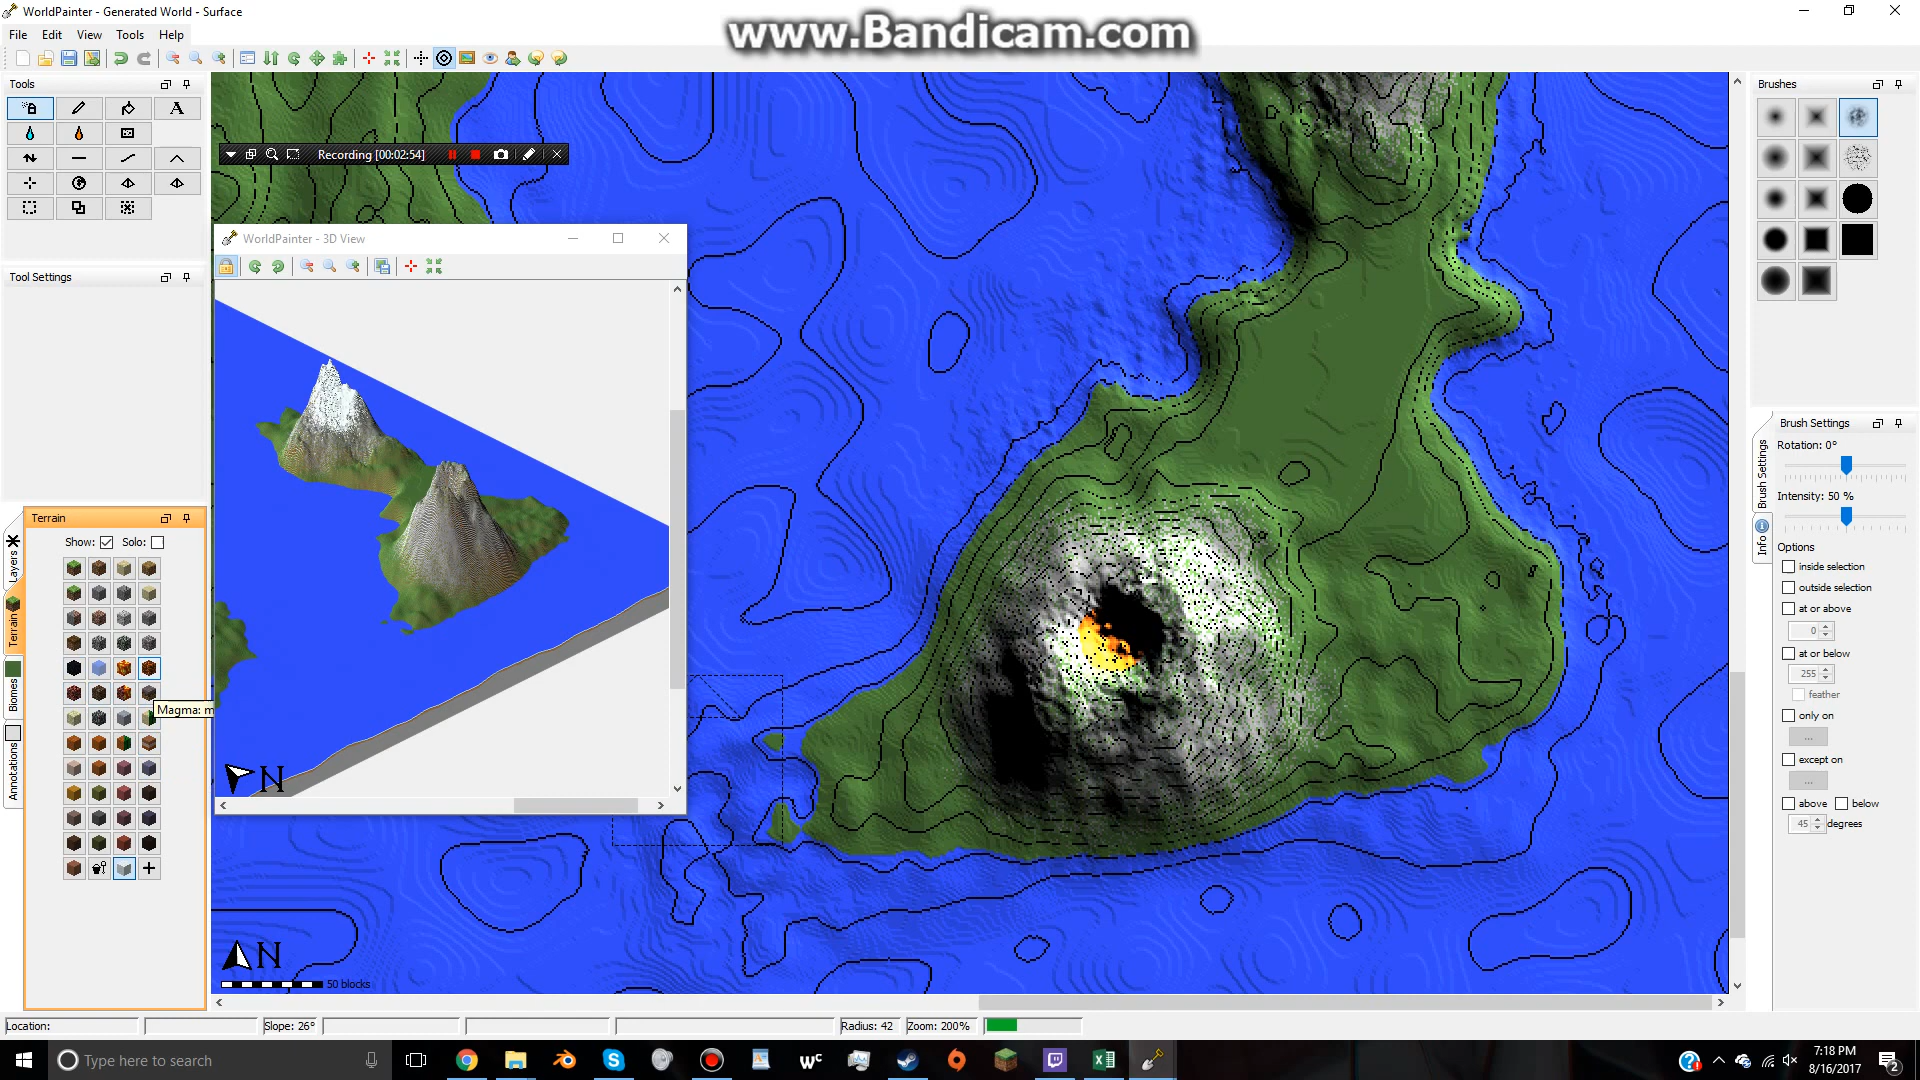 WorldPainter - Generated World - Surface
www.Bandicam.com
File Edit View Tools Help
Tools
Recording [00:02:54]
Brushes
WorldPainter - 3D View
Tool Settings
Brush Settings
Rotation: 0°
Brush Settings
Intensity: 50 %
Info
Options
inside selection
outside selection
at or above
0
at or below
255
feather
only on
...
except on
...
above below
45 degrees
Terrain
Show: Solo:
Layers
Terrain
Biomes
Annotations
Magma: m
N
N
50 blocks
Location:
Slope: 26°
Radius: 42
Zoom: 200%
Type here to search
wc
7:18 PM
8/16/2017
2